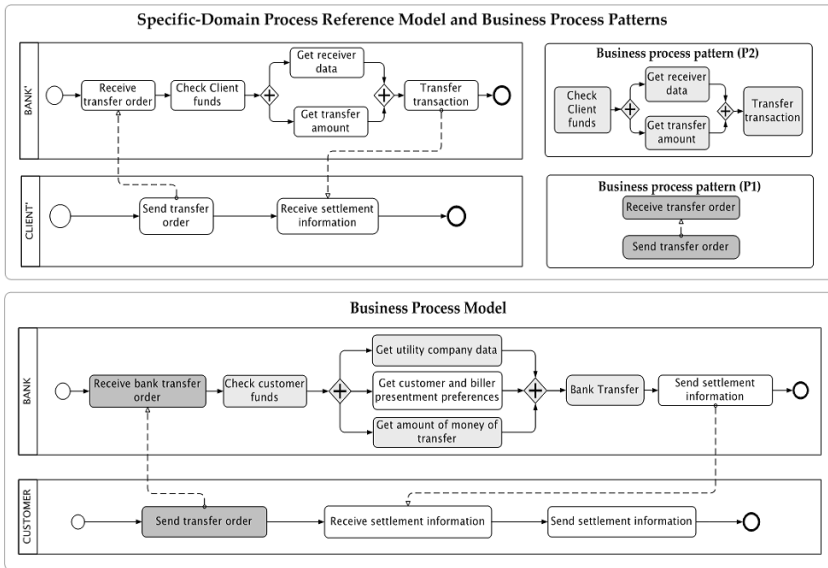 Specific-Domain Process Reference Model and Business Process Patterns
BANK'
Receive
transfer order
Check Client
funds
Get receiver
data
Get transfer
amount
Transfer
transaction
CLIENT'
Send transfer
order
Receive settlement
information
Business process pattern (P2)
Check
Client
funds
Get receiver
data
Get transfer
amount
Transfer
transaction
Business process pattern (P1)
Receive transfer order
Send transfer order
Business Process Model
BANK
Receive bank transfer
order
Check customer
funds
Get utility company data
Get customer and biller
presentment preferences
Get amount of money of
transfer
Bank Transfer
Send settlement
information
CUSTOMER
Send transfer order
Receive settlement information
Send settlement information